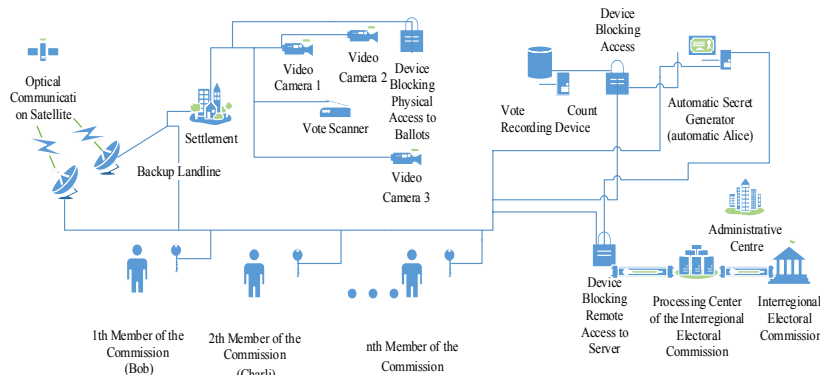 Optical
Communicati
on Satellite
Settlement
Backup Landline
Video
Camera 1
Video
Camera 2
Device
Blocking
Physical
Access to
Ballots
Vote Scanner
Video
Camera 3
Device
Blocking
Access
Vote Count
Recording Device
Automatic Secret
Generator
(automatic Alice)
Administrative
Centre
Device
Blocking
Remote
Access to
Server
Processing Center
of the Interregional
Electoral
Commission
Interregional
Electoral
Commission
1th Member of the
Commission
(Bob)
2th Member of the
Commission
(Charli)
nth Member of the
Commission